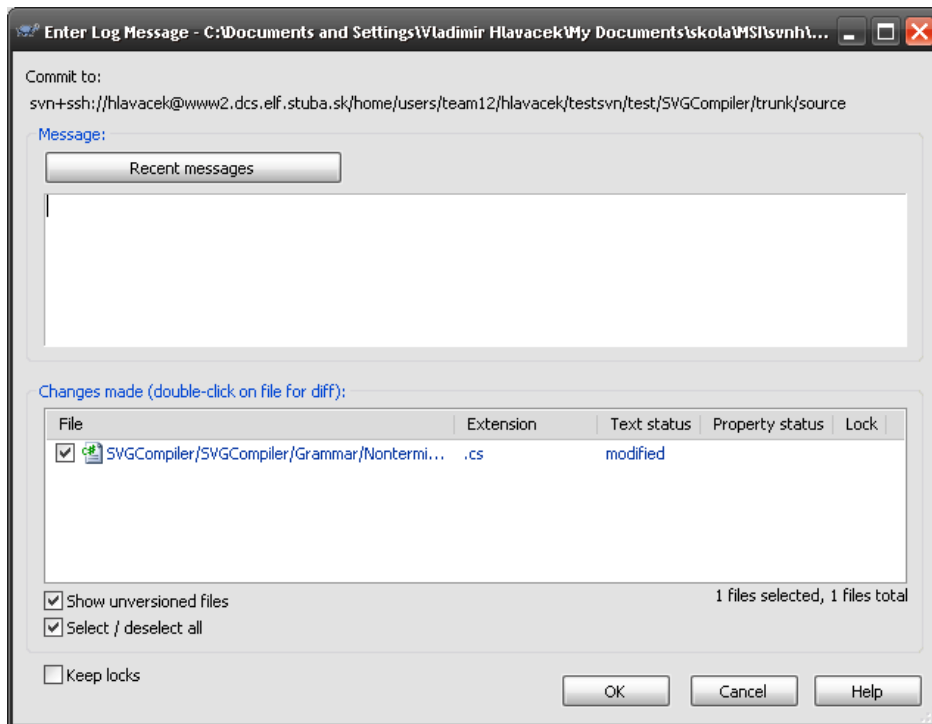 Enter Log Message - C:\Documents and Settings\Vladimir Hlavacek\My Documents\skola\MSI\svnh\...
Commit to:
svn+ssh://hlavacek@www2.dcs.elf.stuba.sk/home/users/team12/hlavacek/testsvn/test/SVGCompiler/trunk/source
Message:
Recent messages
Changes made (double-click on file for diff):
File Extension Text status Property status Lock
SVGCompiler/SVGCompiler/Grammar/Nontermi... .cs modified
Show unversioned files
1 files selected, 1 files total
Select / deselect all
Keep locks
OK Cancel Help